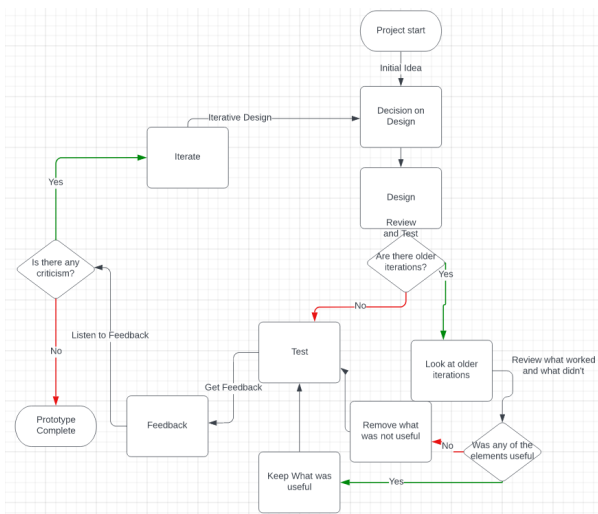 Project start
Initial Idea
Decision on
Design
Iterative Design
Iterate
Design
Review
and Test
Yes
Is there any
criticism?
Are there older
iterations?
Yes
No
Listen to Feedback
No
Test
Look at older
iterations
Review what worked
and what didn't
Get Feedback
Prototype
Complete
Feedback
Remove what
was not useful
No
Was any of the
elements useful
Keep What was
useful
Yes